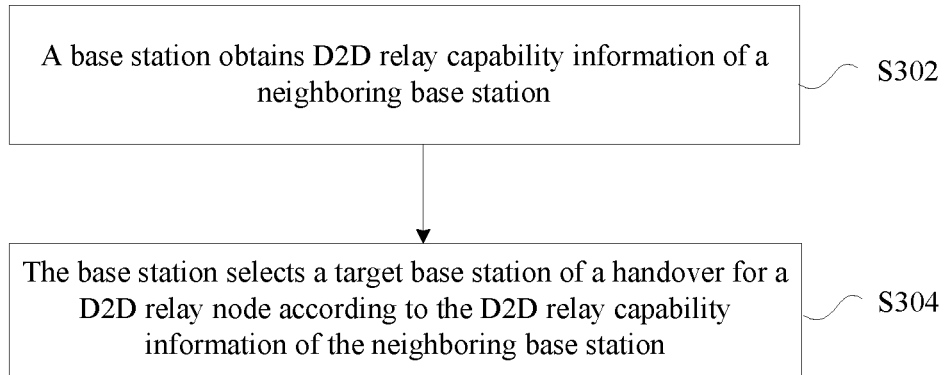 A base station obtains D2D relay capability information of a
neighboring base station
S302
The base station selects a target base station of a handover for a
D2D relay node according to the D2D relay capability
information of the neighboring base station
S304